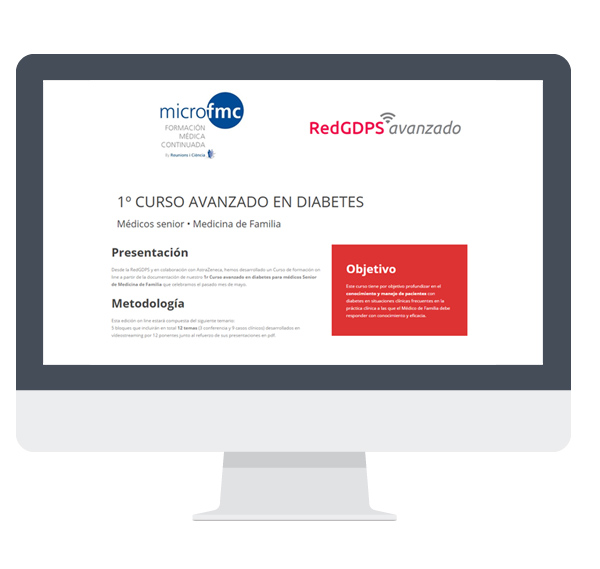 microfmc
FORMACIÓN
MÉDICA
CONTINUADA
By Reunions i Ciència
RedGDPS avanzado
1º CURSO AVANZADO EN DIABETES
Médicos senior • Medicina de Familia
Presentación
Desde la RedGDPS y en colaboración con AstraZeneca, hemos desarrollado un Curso de formación on
line a partir de la documentación de nuestro 1r Curso avanzado en diabetes para médicos Senior
de Medicina de Familia que celebramos el pasado mes de mayo.
Metodología
Esta edición on line estará compuesta del siguiente temario:
5 bloques que incluirán en total 12 temas (3 conferencia y 9 casos clínicos) desarrollados en
videostreaming por 12 ponentes junto al refuerzo de sus presentaciones en pdf.
Objetivo
Este curso tiene por objetivo profundizar en el
conocimiento y manejo de pacientes con
diabetes en situaciones clínicas frecuentes en la
práctica clínica a las que el Médico de Familia debe
responder con conocimiento y eficacia.